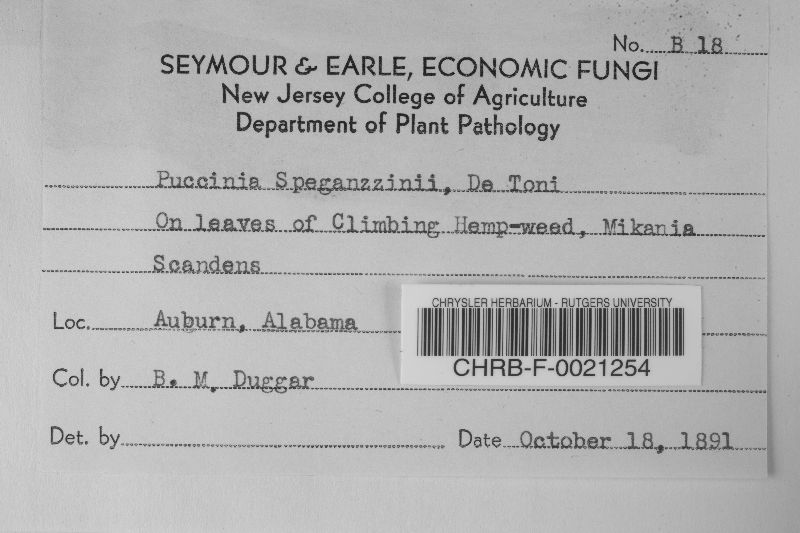 No. B 18
SEYMOUR & EARLE, ECONOMIC FUNGI
New Jersey College of Agriculture
Department of Plant Pathology
Puccinia Speganzzinii, De Toni
On leaves of Climbing Hemp-weed, Mikania
Scandens
Loc. Auburn, Alabama
CHRYSLER HERBARIUM - RUTGERS UNIVERSITY
CHRB-F-0021254
Col. by B. M. Duggar
Det. by
Date October 18, 1891